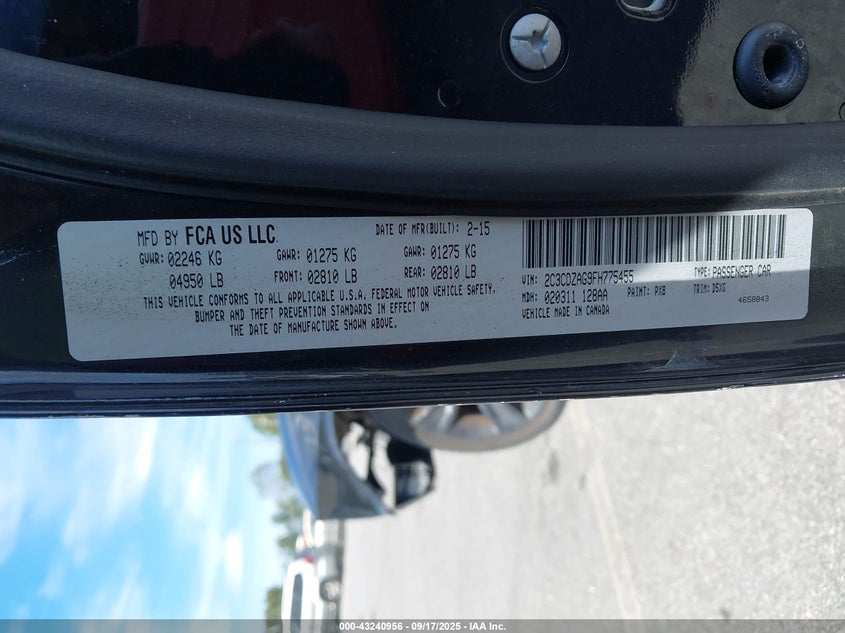 MFD BY FCA US LLC.
DATE OF MFR(BUILT): 2-15
GVWR: 02246 KG GAWR: 01275 KG GAWR: 01275 KG
04950 LB FRONT: 02810 LB REAR: 02810 LB
THIS VEHICLE CONFORMS TO ALL APPLICABLE U.S.A. FEDERAL MOTOR VEHICLE SAFETY,
BUMPER AND THEFT PREVENTION STANDARDS IN EFFECT ON
THE DATE OF MANUFACTURE SHOWN ABOVE.
VIN: 2C3CDZAG9FH775455 TYPE: PASSENGER CAR
MDH: 020311 128AA PAINT: PXB TRIM: D5XG
VEHICLE MADE IN CANADA 4658843
000-43240956 - 09/17/2025 - IAA Inc.